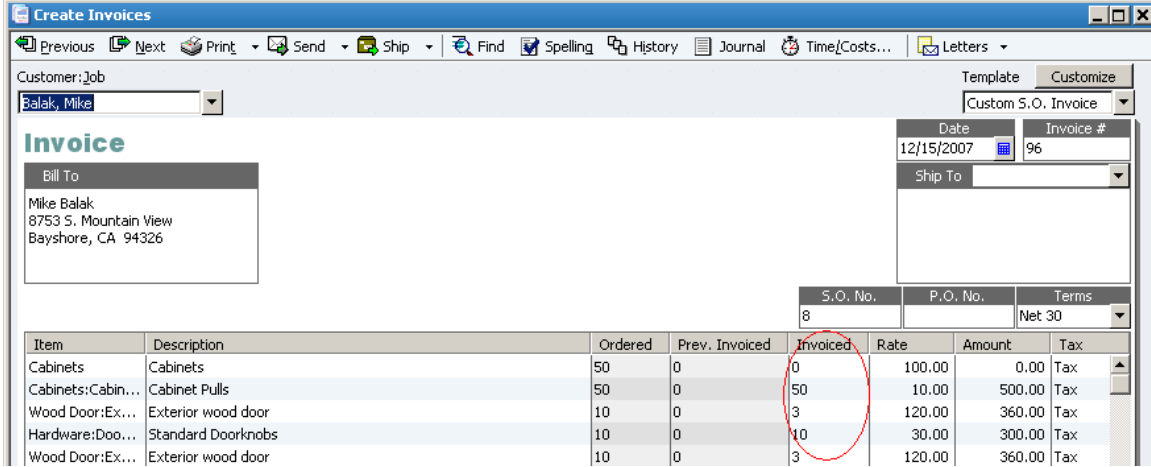 Create Invoices
Previous Next Print Send Ship Find Spelling History Journal Time/Costs... Letters
Customer:Job Template Customize
Balak, Mike Custom S.O. Invoice
Invoice
Date Invoice #
12/15/2007 96
Bill To Ship To
Mike Balak
8753 S. Mountain View
Bayshore, CA 94326
S.O. No. P.O. No. Terms
8 Net 30
Item Description Ordered Prev. Invoiced Invoiced Rate Amount Tax
Cabinets Cabinets 50 0 0 100.00 0.00 Tax
Cabinets:Cabin... Cabinet Pulls 50 0 50 10.00 500.00 Tax
Wood Door:Ex... Exterior wood door 10 0 3 120.00 360.00 Tax
Hardware:Doo... Standard Doorknobs 10 0 10 30.00 300.00 Tax
Wood Door:Ex... Exterior wood door 10 0 3 120.00 360.00 Tax